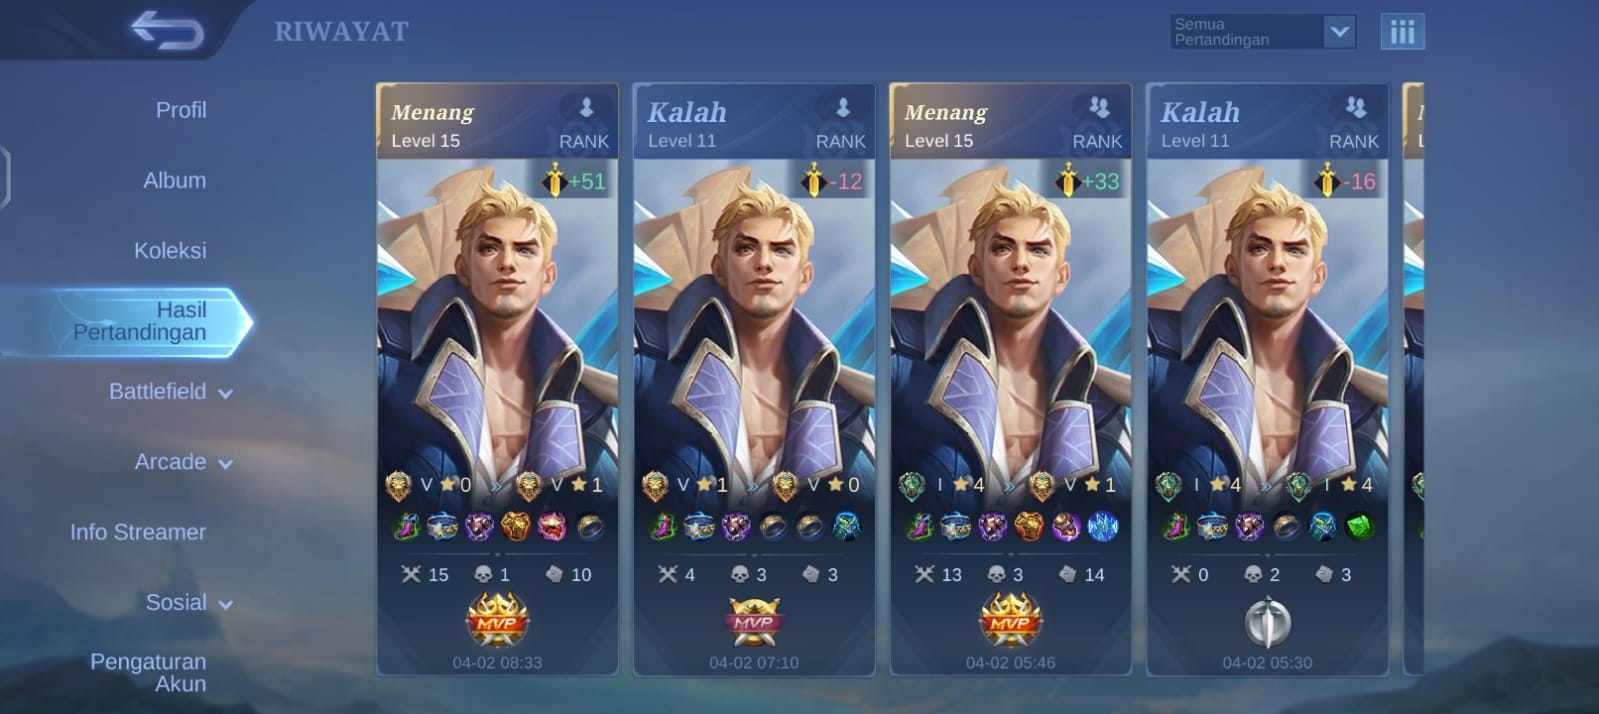 RIWAYAT
Semua
Pertandingan
Profil
Album
Koleksi
Hasil
Pertandingan
Battlefield
Arcade
Info Streamer
Sosial
Pengaturan
Akun
Menang
Level 15 RANK
+51
V 0 » V 1
15 1 10
MVP
04-02 08:33
Kalah
Level 11 RANK
-12
V 1 » V 0
4 3 3
MVP
04-02 07:10
Menang
Level 15 RANK
+33
I 4 » V 1
13 3 14
MVP
04-02 05:46
Kalah
Level 11 RANK
-16
I 4 » I 4
0 2 3
04-02 05:30